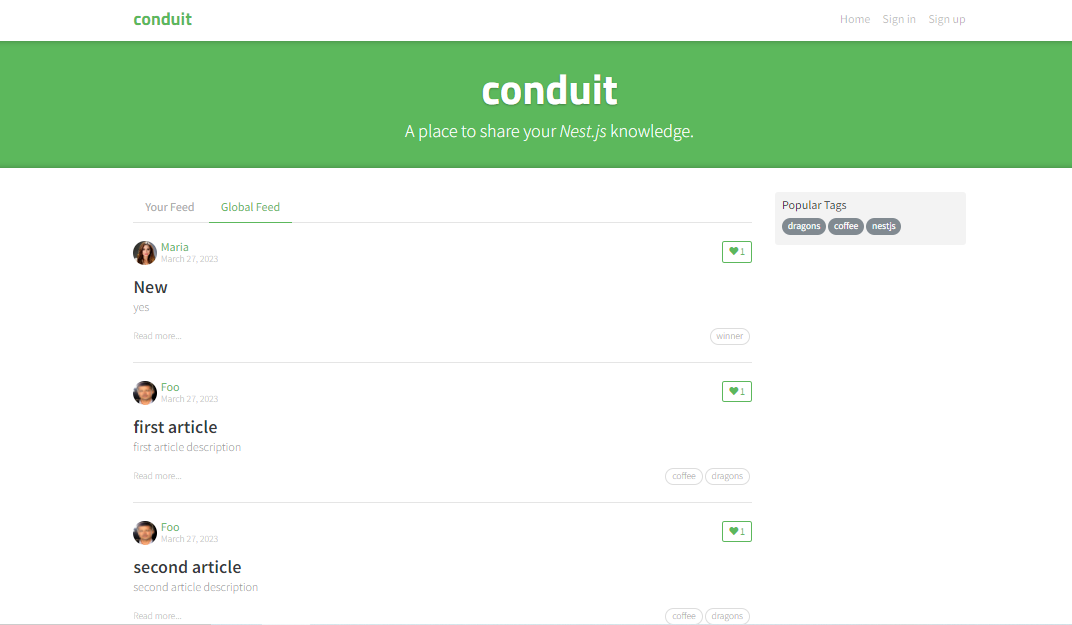 conduit
Home Sign in Sign up
conduit
A place to share your Nest.js knowledge.
Your Feed Global Feed
Popular Tags
dragons coffee nestjs
Maria
March 27, 2023
1
New
yes
Read more...
winner
Foo
March 27, 2023
1
first article
first article description
Read more...
coffee dragons
Foo
March 27, 2023
1
second article
second article description
Read more...
coffee dragons